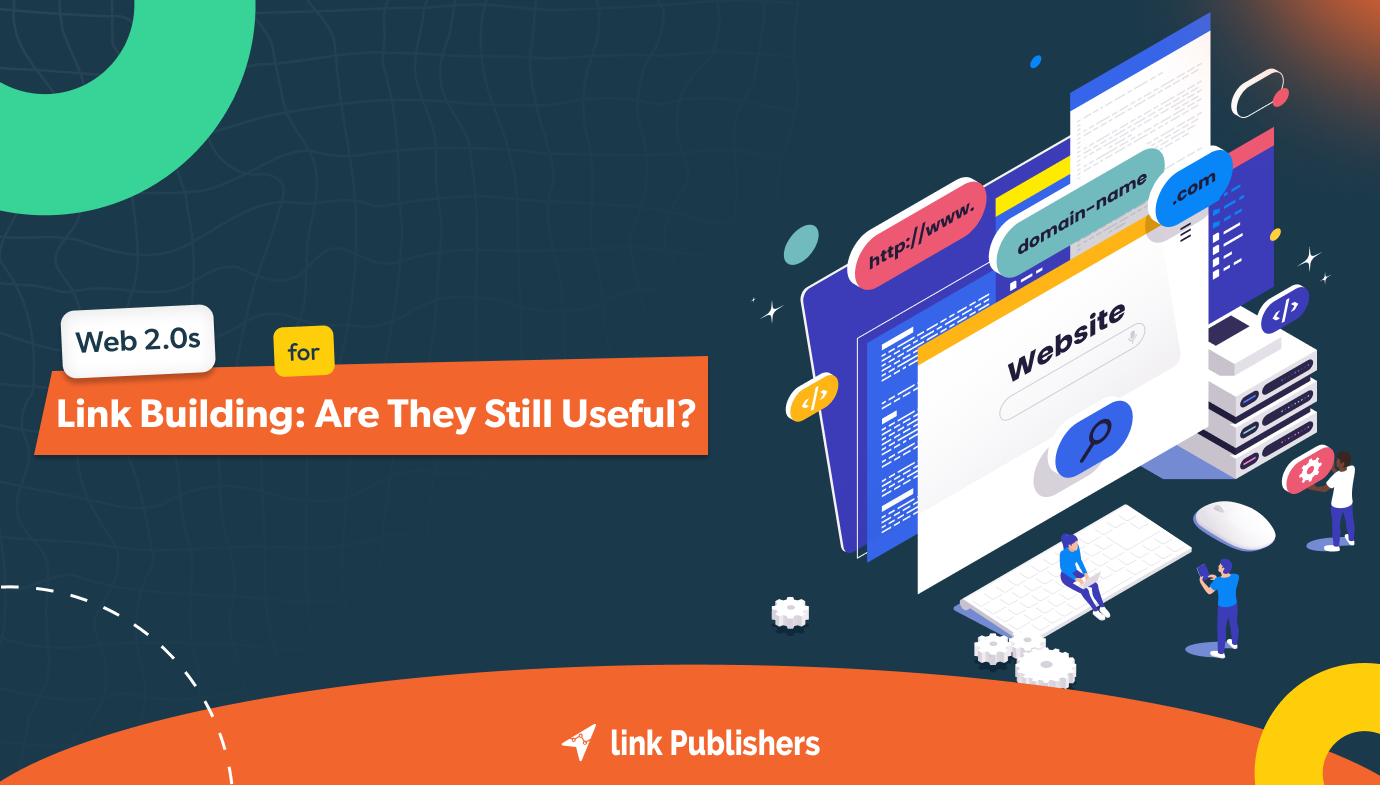 Web 2.0s
for
Link Building: Are They Still Useful?
http://www.
domain-name
.com
Website
</>
</>
link Publishers